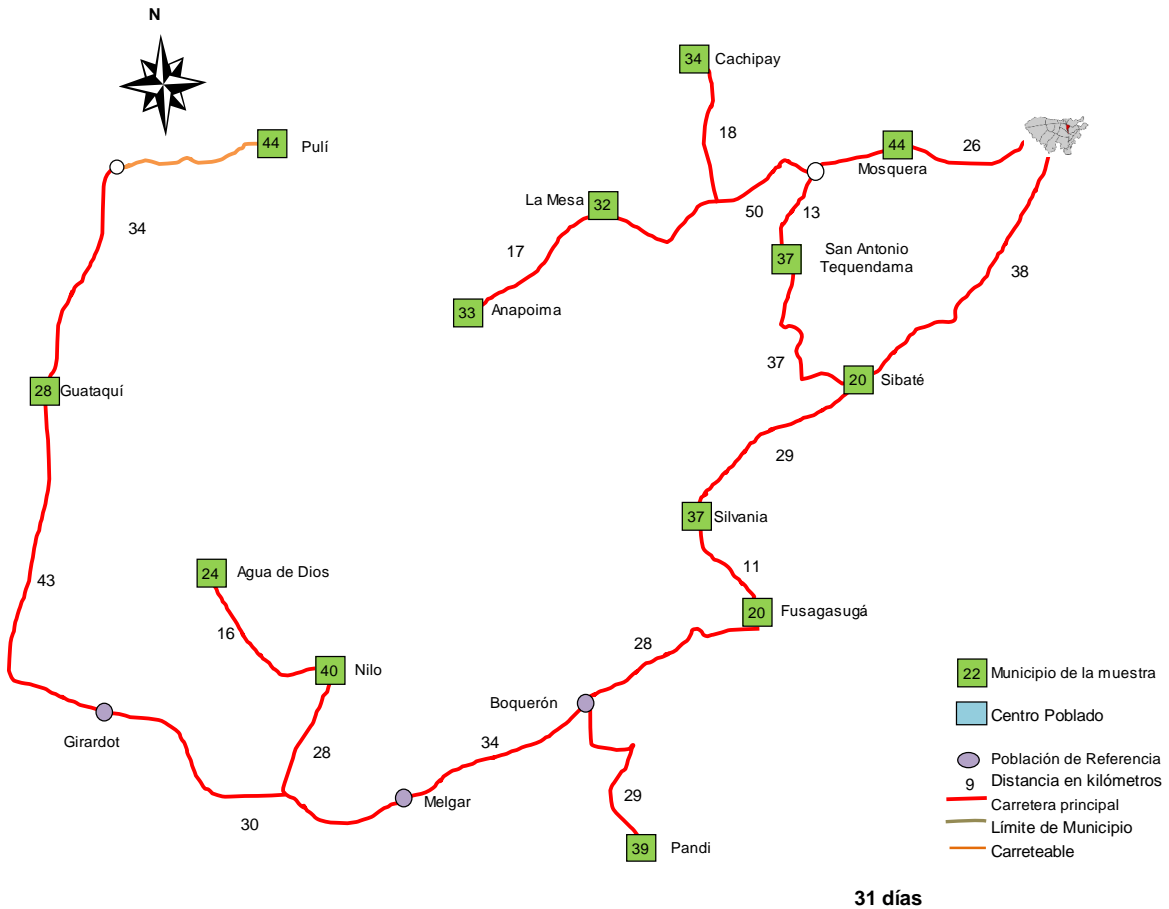 N
34
Cachipay
18
26
44
Pulí
44
Mosquera
34
La Mesa
32
50
13
17
San Antonio
Tequendama
37
38
33
Anapoima
37
28
Guataquí
20
Sibaté
29
37
Silvania
11
43
24
Agua de Dios
20
Fusagasugá
16
28
40
Nilo
Boquerón
Girardot
28
34
Melgar
30
29
39
Pandi
22
Municipio de la muestra
Centro Poblado
Población de Referencia
9
Distancia en kilómetros
Carretera principal
Límite de Municipio
Carreteable
31 días